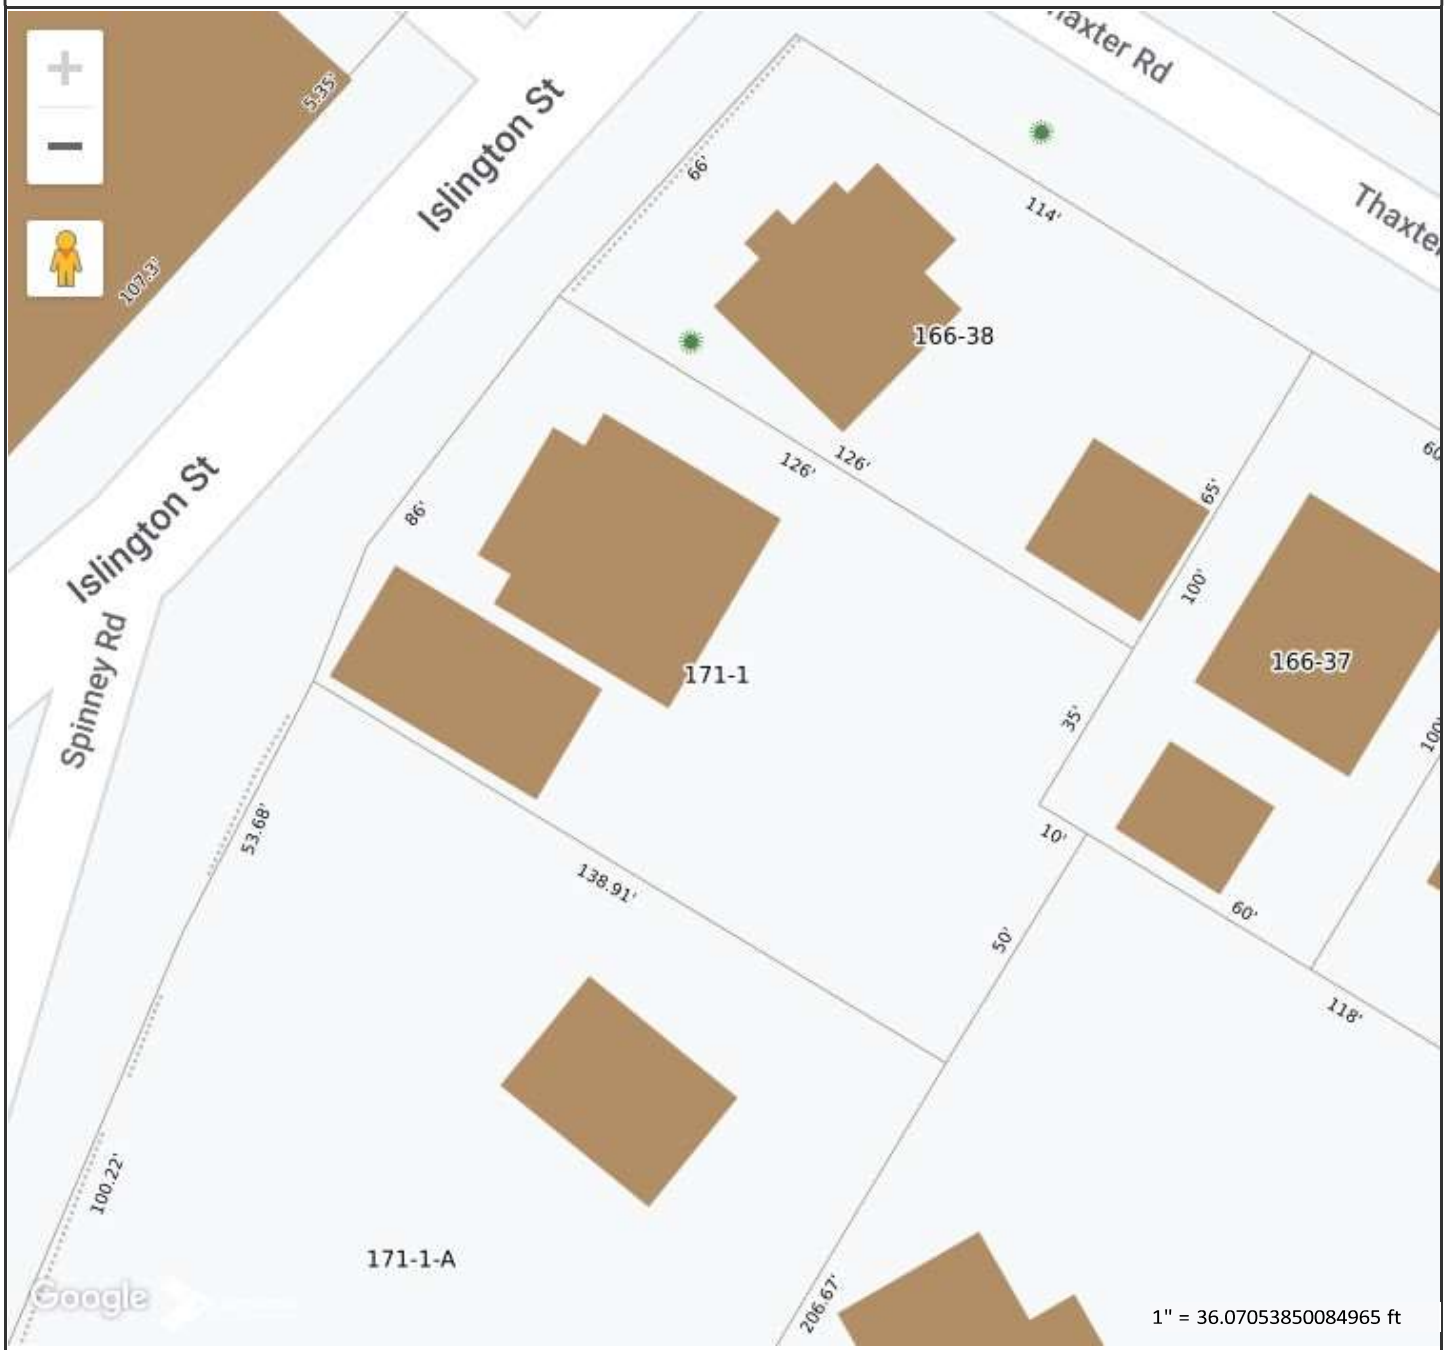 Thaxter Rd
5.35'
Islington St
66'
114'
Thaxte
107.3'
166-38
126'
126'
60
65'
86'
Islington St
100'
166-37
Spinney Rd
171-1
35'
100'
53.68'
10'
138.91'
60'
50'
118'
100.22'
171-1-A
Google
206.67'
1" = 36.07053850084965 ft